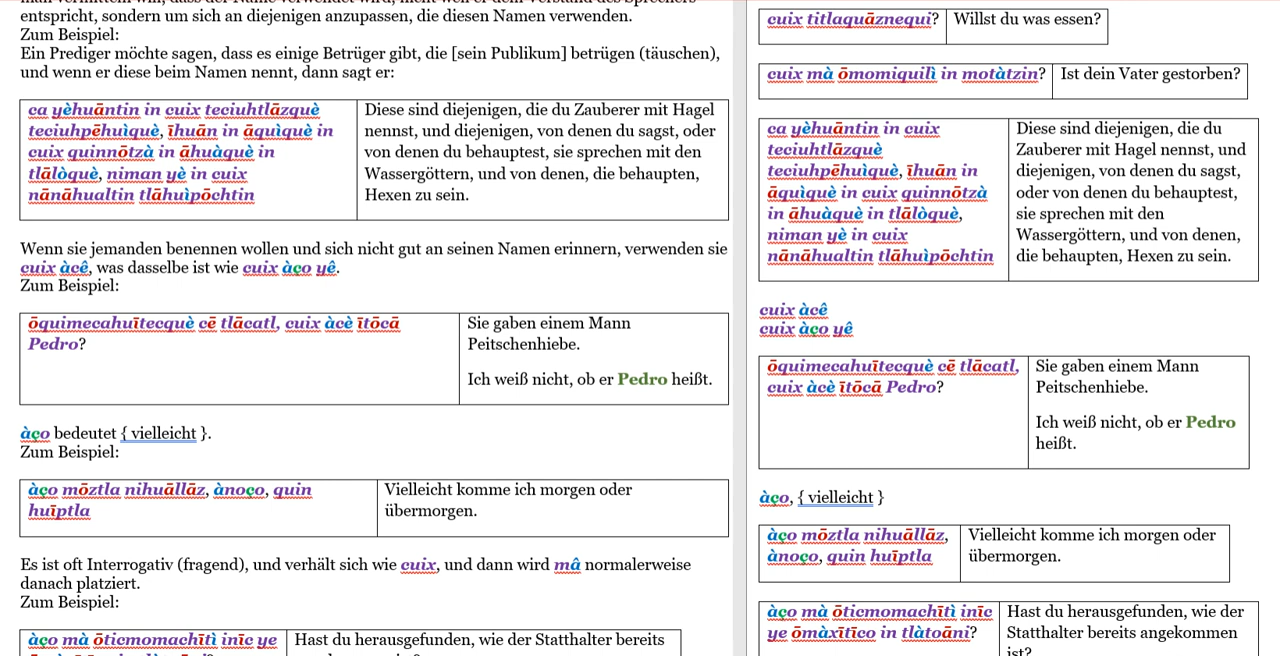 entspricht, sondern um sich an diejenigen anzupassen, die diesen Namen verwenden.
Zum Beispiel:
Ein Prediger möchte sagen, dass es einige Betrüger gibt, die [sein Publikum] betrügen (täuschen),
und wenn er diese beim Namen nennt, dann sagt er:
ca yèhuāntin in cuix teciuhtlāzquè
teciuhpēhuìquè, īhuān in āquìquè in
cuix quinnōtzà in āhuàquè in
tlālòquè, niman yè in cuix
nānāhualtin tlāhuìpōchtin
Diese sind diejenigen, die du Zauberer mit Hagel
nennst, und diejenigen, von denen du sagst, oder
von denen du behauptest, sie sprechen mit den
Wassergöttern, und von denen, die behaupten,
Hexen zu sein.
Wenn sie jemanden benennen wollen und sich nicht gut an seinen Namen erinnern, verwenden sie
cuix àcê, was dasselbe ist wie cuix àço yê.
Zum Beispiel:
ōquimecahuītecquè cē tlācatl, cuix àcè ītōcā
Pedro?
Sie gaben einem Mann
Peitschenhiebe.
Ich weiß nicht, ob er Pedro heißt.
àço bedeutet { vielleicht }.
Zum Beispiel:
àço mōztla nihuāllāz, ànoço, quin
huīptla
Vielleicht komme ich morgen oder
übermorgen.
Es ist oft Interrogativ (fragend), und verhält sich wie cuix, und dann wird mâ normalerweise
danach platziert.
Zum Beispiel:
àço mà ōticmomachītì inīc ye
Hast du herausgefunden, wie der Statthalter bereits
cuix titlaquāznequi?
Willst du was essen?
cuix mà ōmomiquilì in motàtzin?
Ist dein Vater gestorben?
ca yèhuāntin in cuix
teciuhtlāzquè
teciuhpēhuìquè, īhuān in
āquìquè in cuix quinnōtzà
in āhuàquè in tlālòquè,
niman yè in cuix
nānāhualtin tlāhuìpōchtin
Diese sind diejenigen, die du
Zauberer mit Hagel nennst, und
diejenigen, von denen du sagst,
oder von denen du behauptest,
sie sprechen mit den
Wassergöttern, und von denen,
die behaupten, Hexen zu sein.
cuix àcê
cuix àço yê
ōquimecahuītecquè cē tlācatl,
cuix àcè ītōcā Pedro?
Sie gaben einem Mann
Peitschenhiebe.
Ich weiß nicht, ob er Pedro
heißt.
àço, { vielleicht }
àço mōztla nihuāllāz,
ànoço, quin huīptla
Vielleicht komme ich morgen oder
übermorgen.
àço mà ōticmomachītì inīc
ye ōmàxītīco in tlàtoāni?
Hast du herausgefunden, wie der
Statthalter bereits angekommen
ist?